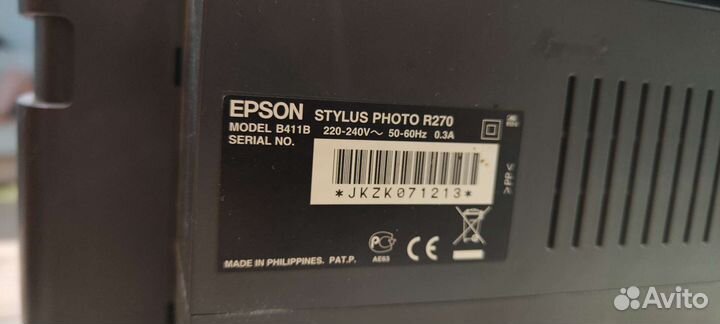 EPSON STYLUS PHOTO R270
MODEL B411B 220-240V~ 50-60Hz 0.3A
SERIAL NO.
*JKZK071213*
>PP<
AE63
CE
MADE IN PHILIPPINES. PAT.P.
Avito